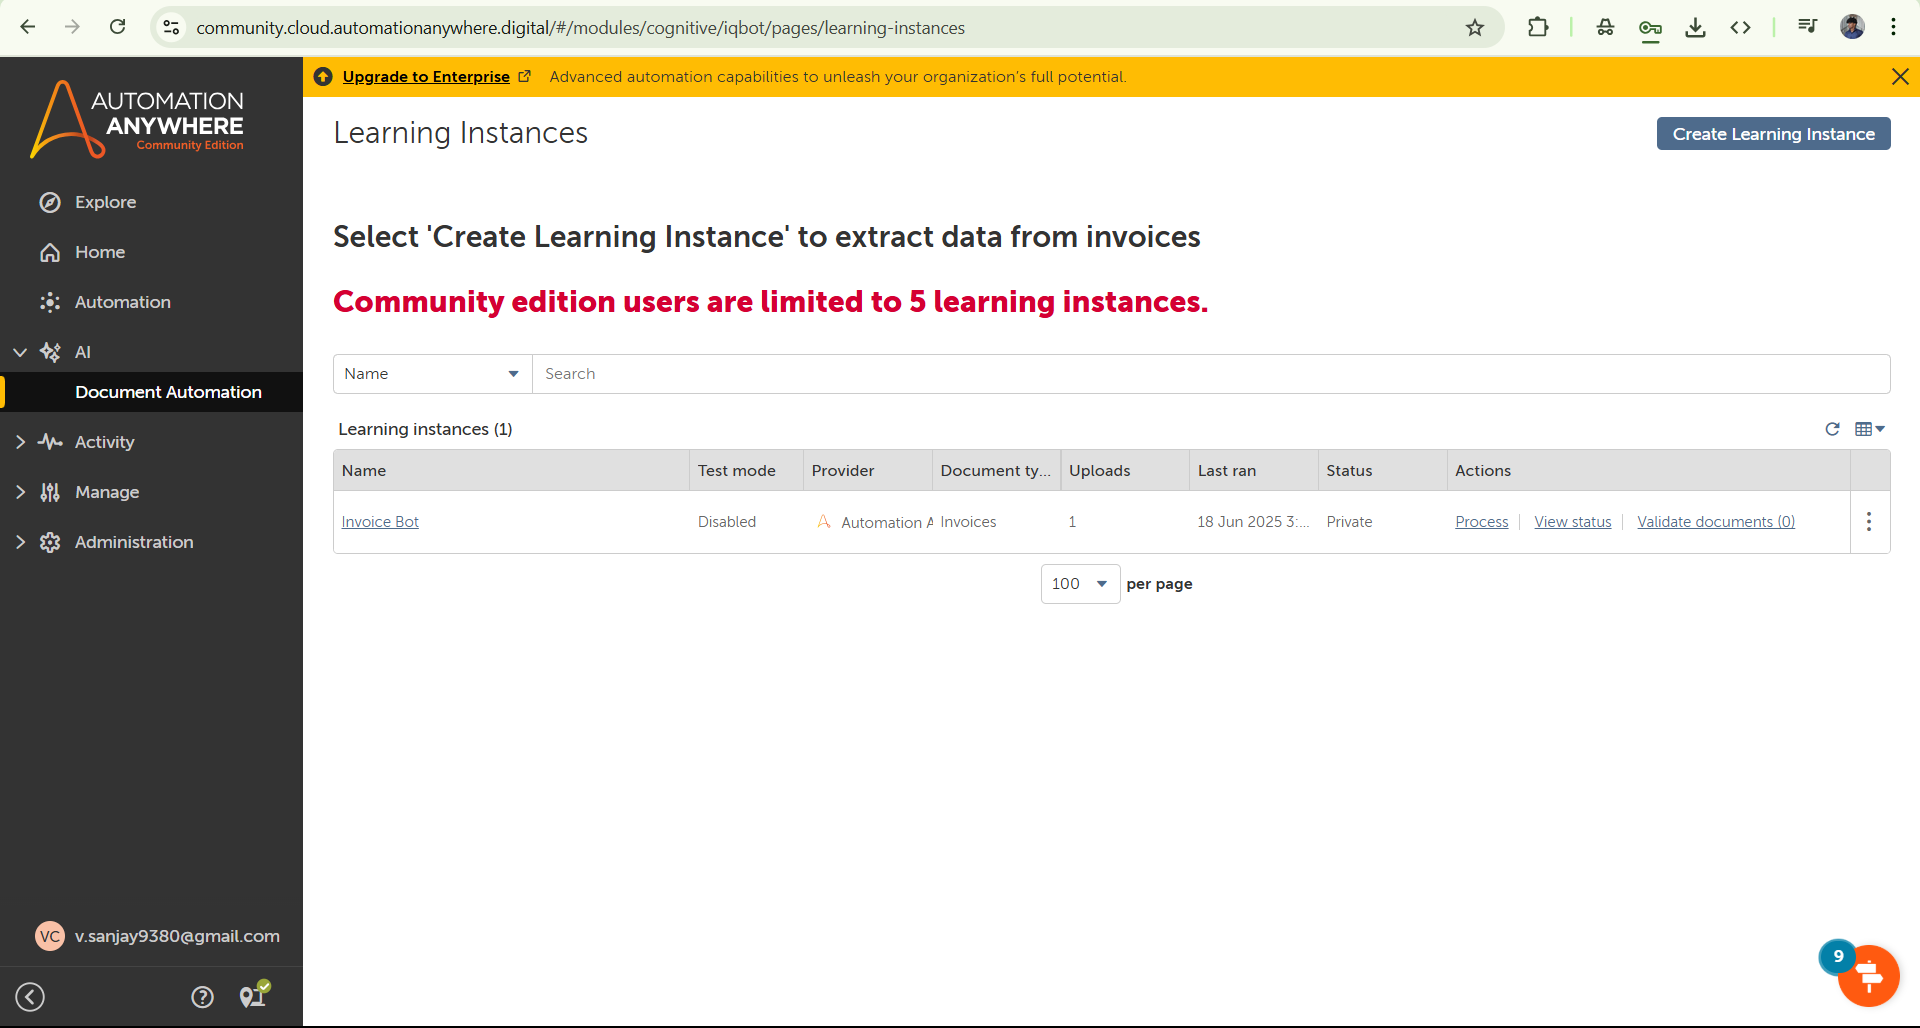 community.cloud.automationanywhere.digital/#/modules/cognitive/iqbot/pages/learning-instances
AUTOMATION
ANYWHERE
Community Edition
Explore
Home
Automation
AI
Document Automation
Activity
Manage
Administration
VC v.sanjay9380@gmail.com
Upgrade to Enterprise Advanced automation capabilities to unleash your organization's full potential.
Learning Instances
Create Learning Instance
Select 'Create Learning Instance' to extract data from invoices
Community edition users are limited to 5 learning instances.
Name Search
Learning instances (1)
Name Test mode Provider Document ty... Uploads Last ran Status Actions
Invoice Bot Disabled Automation A Invoices 1 18 Jun 2025 3:... Private Process View status Validate documents (0)
100 per page
9